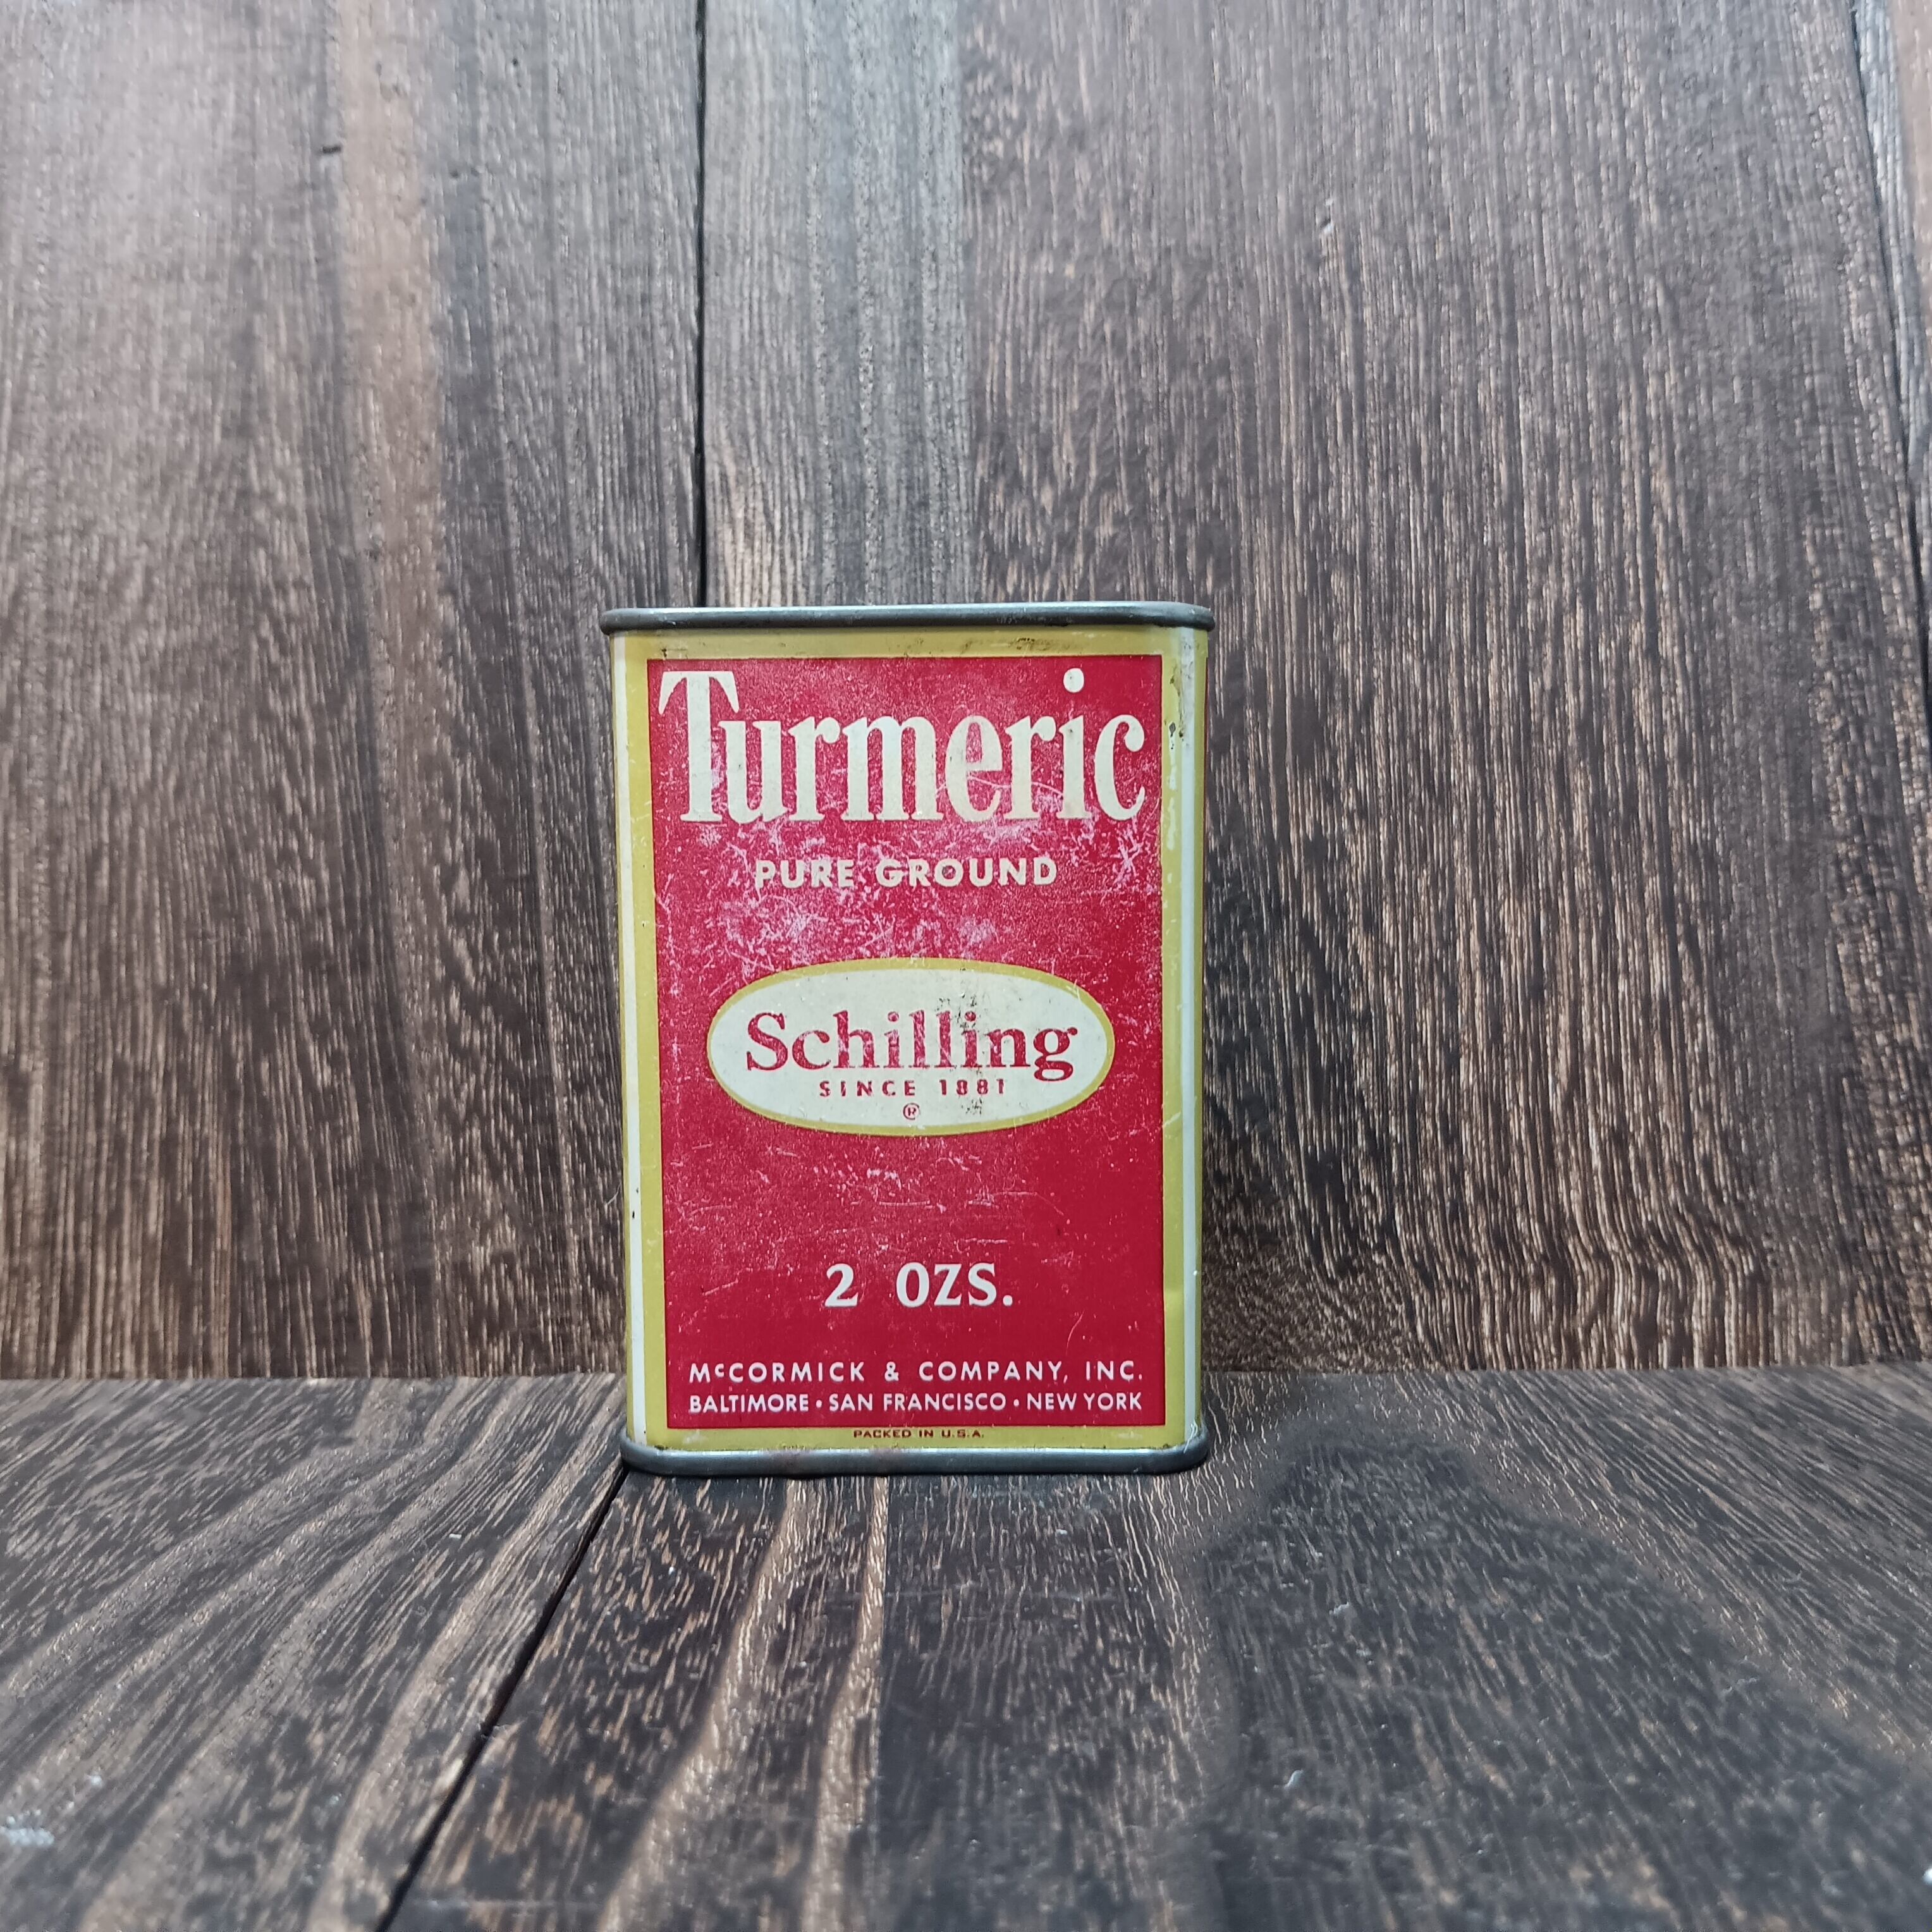 Turmeric
PURE GROUND
Schilling
SINCE 1881
®
2 OZS.
McCORMICK & COMPANY, INC.
BALTIMORE • SAN FRANCISCO • NEW YORK
PACKED IN U.S.A.